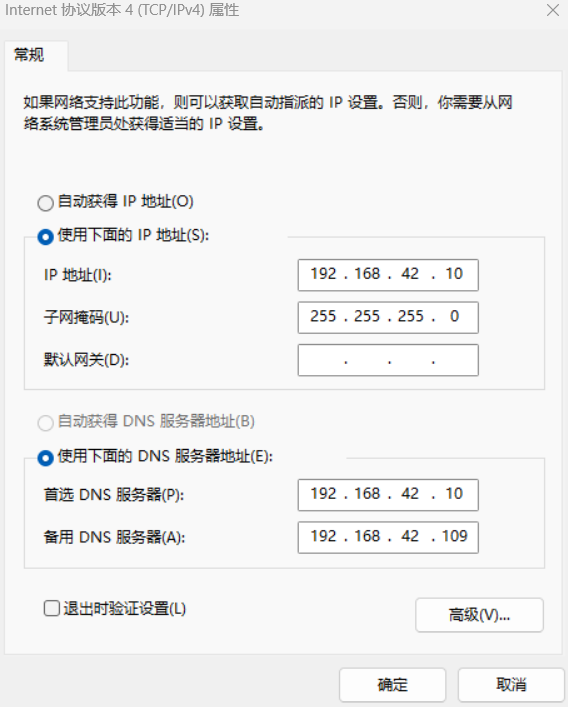 Internet 协议版本 4 (TCP/IPv4) 属性
常规
如果网络支持此功能，则可以获取自动指派的 IP 设置。否则，你需要从网
络系统管理员处获得适当的 IP 设置。
自动获得 IP 地址(O)
使用下面的 IP 地址(S):
IP 地址(I): 192 . 168 . 42 . 10
子网掩码(U): 255 . 255 . 255 . 0
默认网关(D): . . .
自动获得 DNS 服务器地址(B)
使用下面的 DNS 服务器地址(E):
首选 DNS 服务器(P): 192 . 168 . 42 . 10
备用 DNS 服务器(A): 192 . 168 . 42 . 109
退出时验证设置(L)
高级(V)...
确定 取消